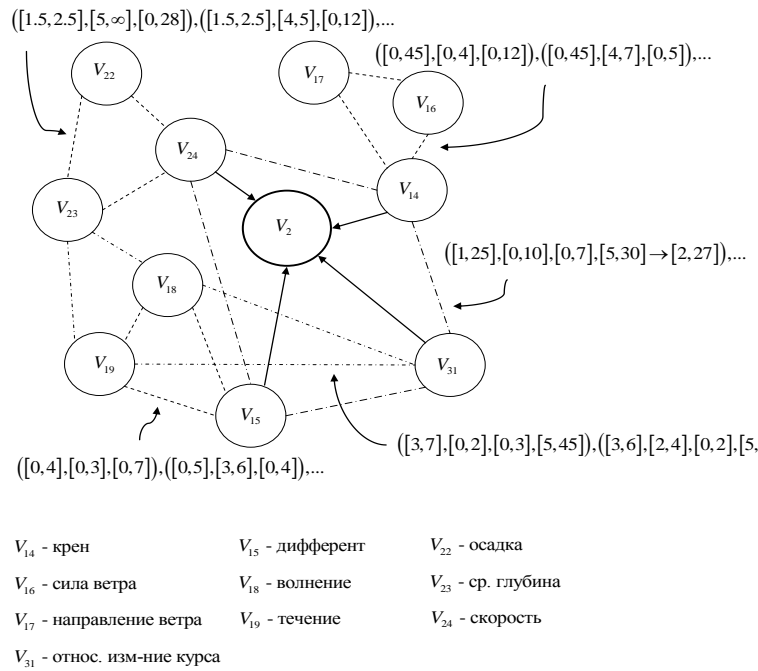 ([1.5,2.5],[5,∞],[0,28]),([1.5,2.5],[4,5],[0,12]),...
([0,45],[0,4],[0,12]),([0,45],[4,7],[0,5]),...
V22
V17
V16
V24
V14
V23
V2
([1,25],[0,10],[0,7],[5,30]→[2,27]),...
V18
V19
V31
V15
([3,7],[0,2],[0,3],[5,45]),([3,6],[2,4],[0,2],[5,
([0,4],[0,3],[0,7]),([0,5],[3,6],[0,4]),...
V14 - крен
V15 - дифферент
V22 - осадка
V16 - сила ветра
V18 - волнение
V23 - ср. глубина
V17 - направление ветра
V19 - течение
V24 - скорость
V31 - относ. изм-ние курса